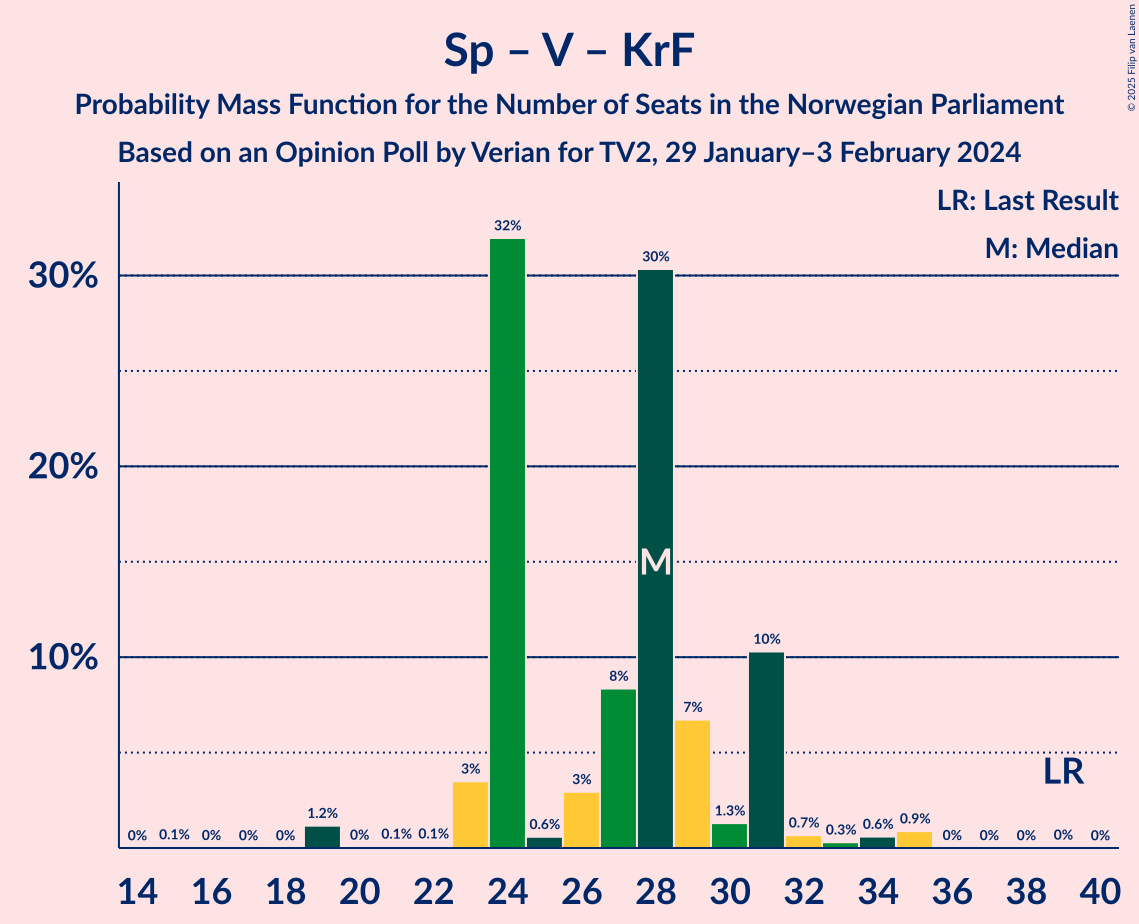 Sp – V – KrF
Probability Mass Function for the Number of Seats in the Norwegian Parliament
Based on an Opinion Poll by Verian for TV2, 29 January–3 February 2024
© 2025 Filip van Laenen
LR: Last Result
M: Median
30%
20%
10%
0% 0.1% 0% 0% 0% 1.2% 0% 0.1% 0.1% 3% 32% 0.6% 3% 8% 30% 7% 1.3% 10% 0.7% 0.3% 0.6% 0.9% 0% 0% 0% 0% 0%
M
LR
14 16 18 20 22 24 26 28 30 32 34 36 38 40